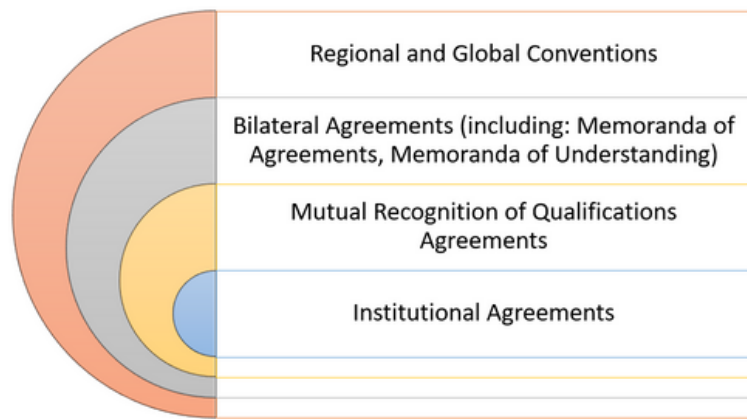 Regional and Global Conventions
Bilateral Agreements (including: Memoranda of
Agreements, Memoranda of Understanding)
Mutual Recognition of Qualifications
Agreements
Institutional Agreements